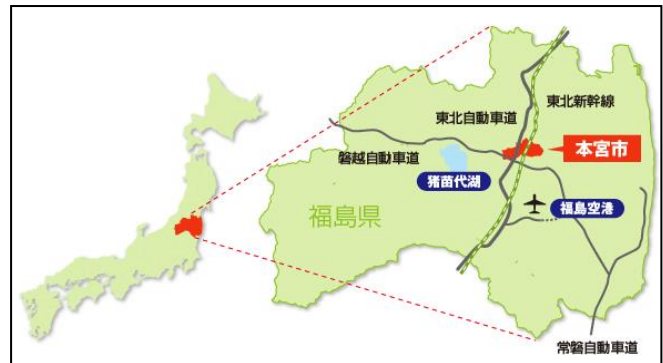 東北新幹線
東北自動車道
磐越自動車道
本宮市
猪苗代湖
福島県
福島空港
常磐自動車道